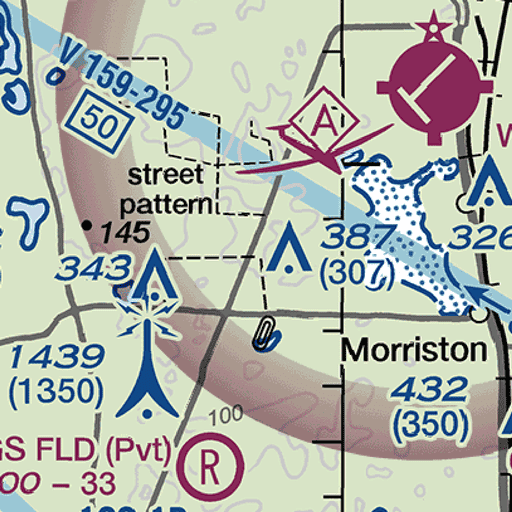 V 159-295
50
A
street
pattern
145
343
387
(307)
326
1439
(1350)
Morriston
432
(350)
100
GS FLD (Pvt)
00 – 33
R